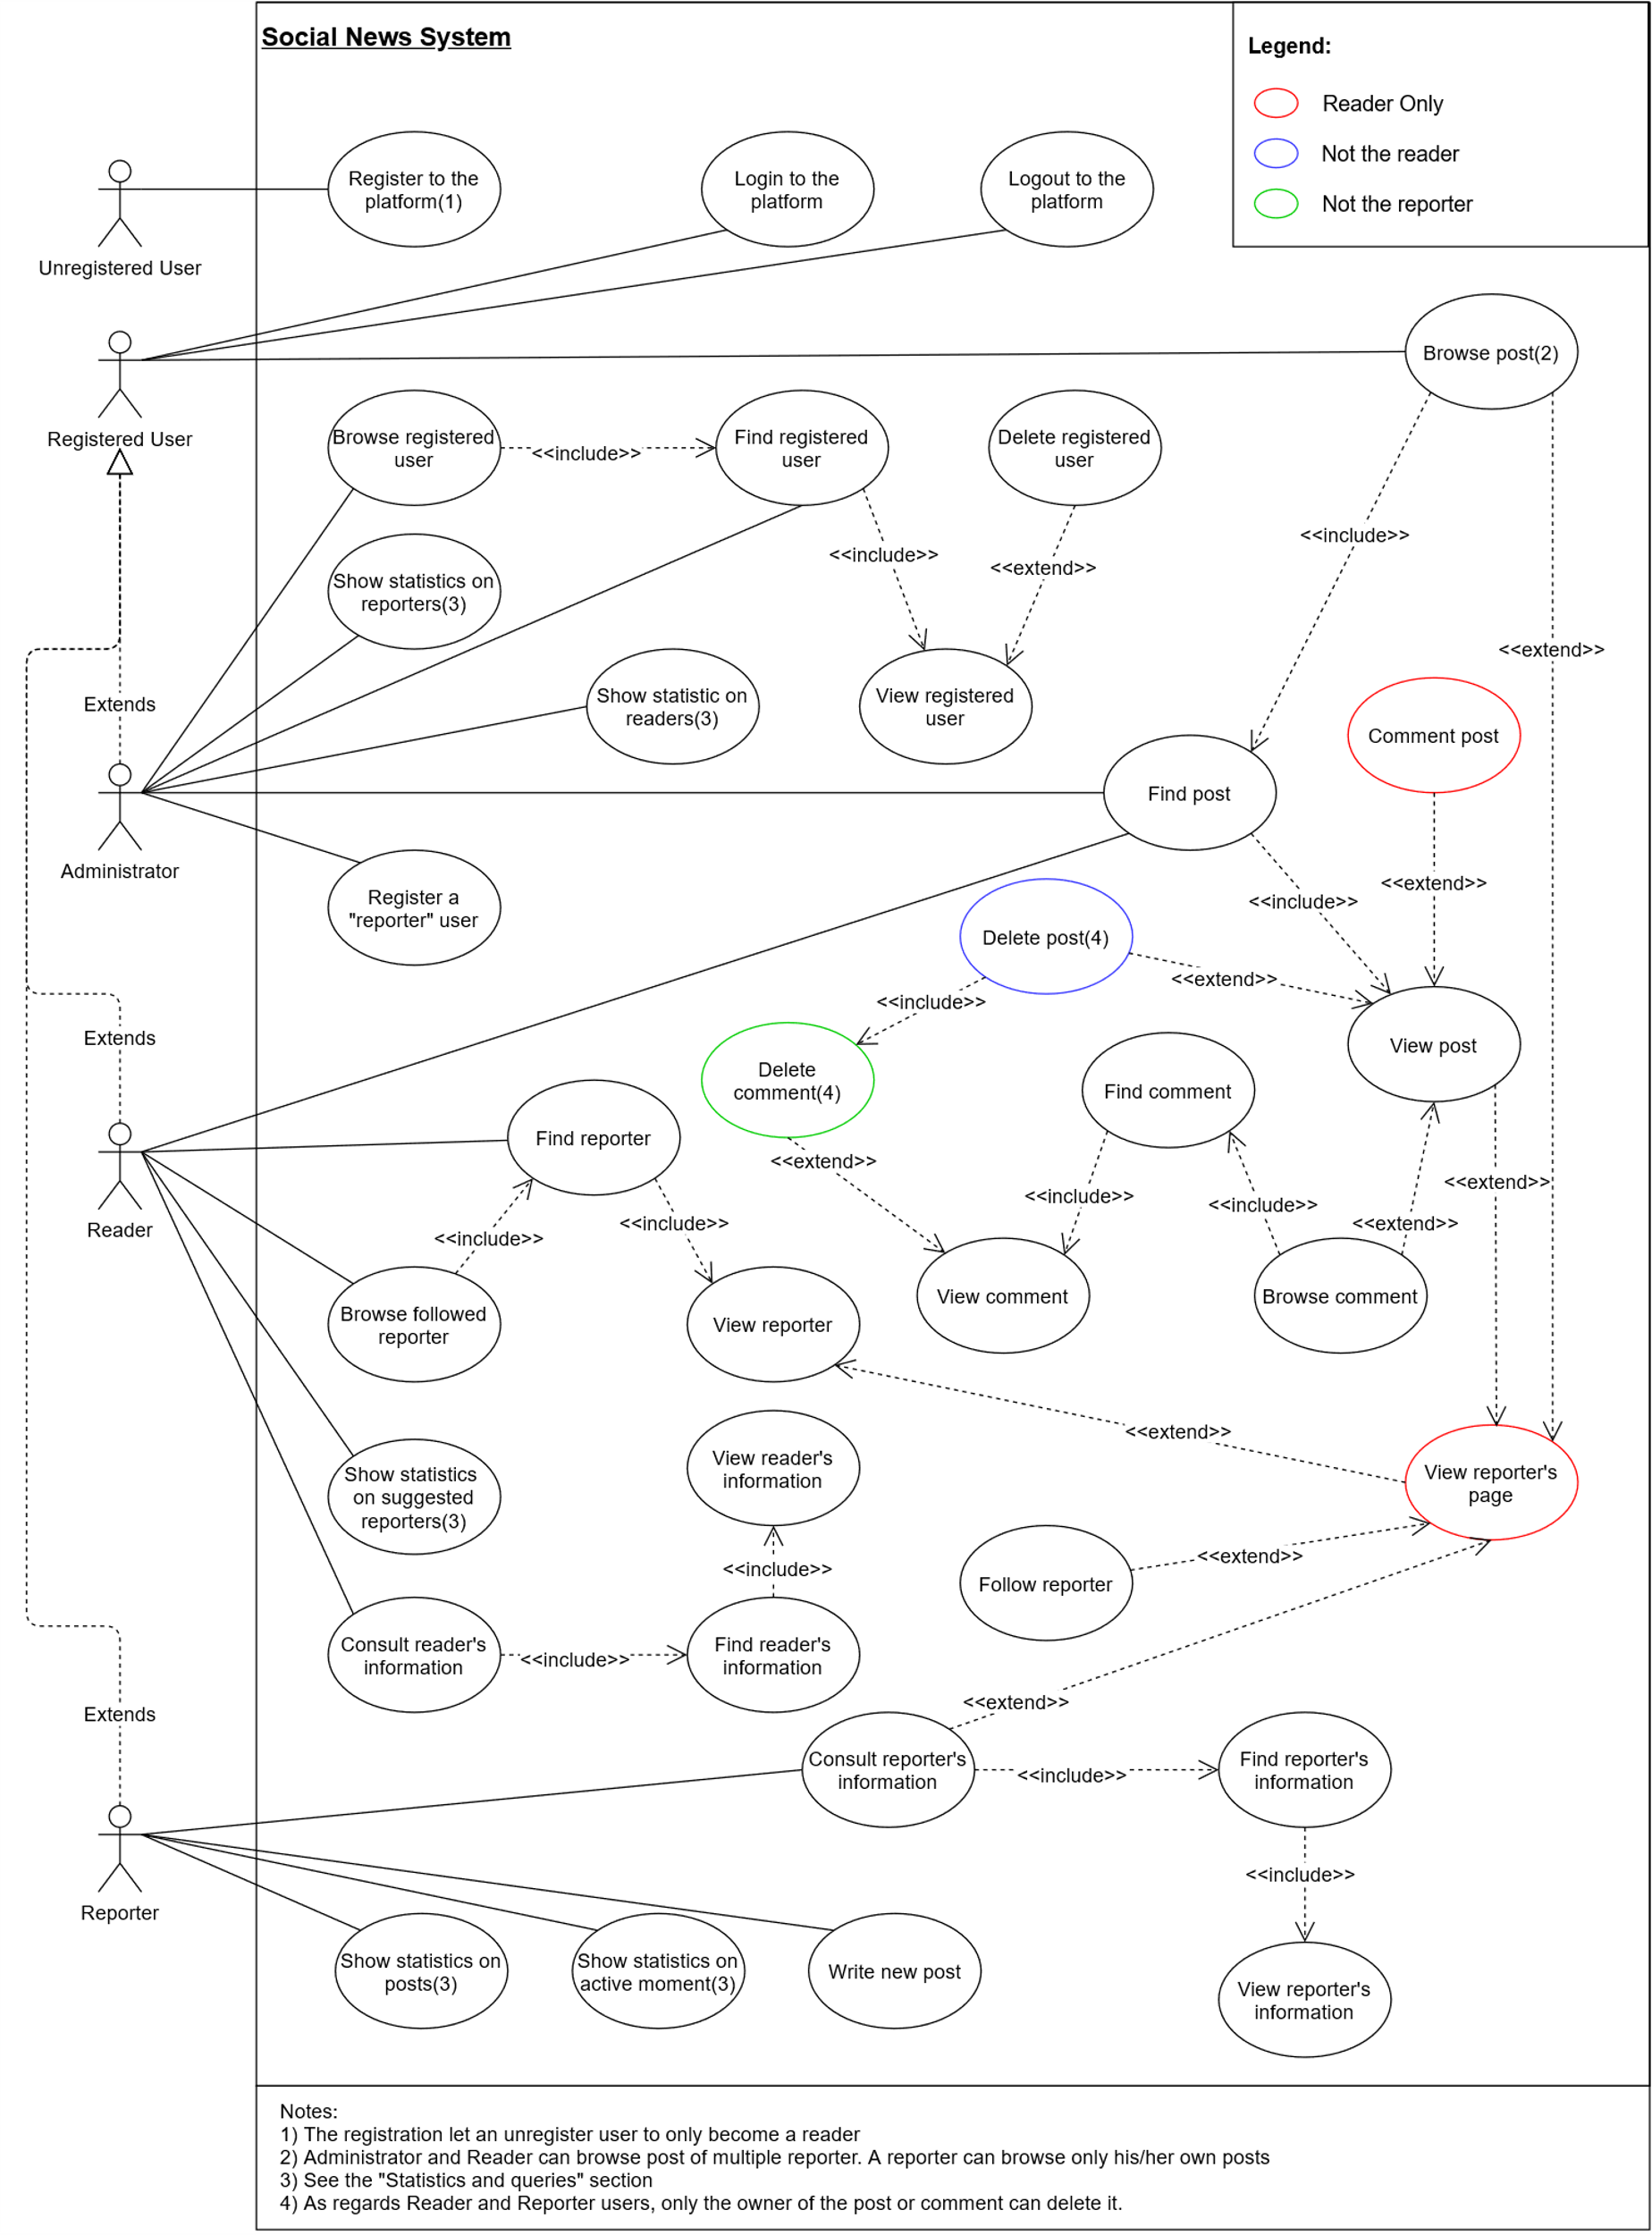 Social News System
Legend:
Reader Only
Not the reader
Not the reporter
Register to the
platform(1)
Login to the
platform
Logout to the
platform
Unregistered User
Browse post(2)
Registered User
Browse registered
user
<<include>>
Find registered
user
Delete registered
user
<<include>>
<<include>>
<<extend>>
Show statistics on
reporters(3)
<<extend>>
Extends
Show statistic on
readers(3)
View registered
user
Comment post
Find post
Administrator
Register a
"reporter" user
<<extend>>
<<include>>
Delete post(4)
<<extend>>
<<include>>
Extends
View post
Delete
comment(4)
Find comment
Find reporter
<<extend>>
<<extend>>
<<include>>
<<include>>
<<extend>>
Reader
<<include>>
<<include>>
Browse followed
reporter
View reporter
View comment
Browse comment
<<extend>>
View reader's
information
View reporter's
page
Show statistics
on suggested
reporters(3)
<<include>>
<<extend>>
Follow reporter
Consult reader's
information
<<include>>
Find reader's
information
<<extend>>
Extends
Consult reporter's
information
<<include>>
Find reporter's
information
<<include>>
Reporter
Show statistics on
posts(3)
Show statistics on
active moment(3)
Write new post
View reporter's
information
Notes:
1) The registration let an unregister user to only become a reader
2) Administrator and Reader can browse post of multiple reporter. A reporter can browse only his/her own posts
3) See the "Statistics and queries" section
4) As regards Reader and Reporter users, only the owner of the post or comment can delete it.